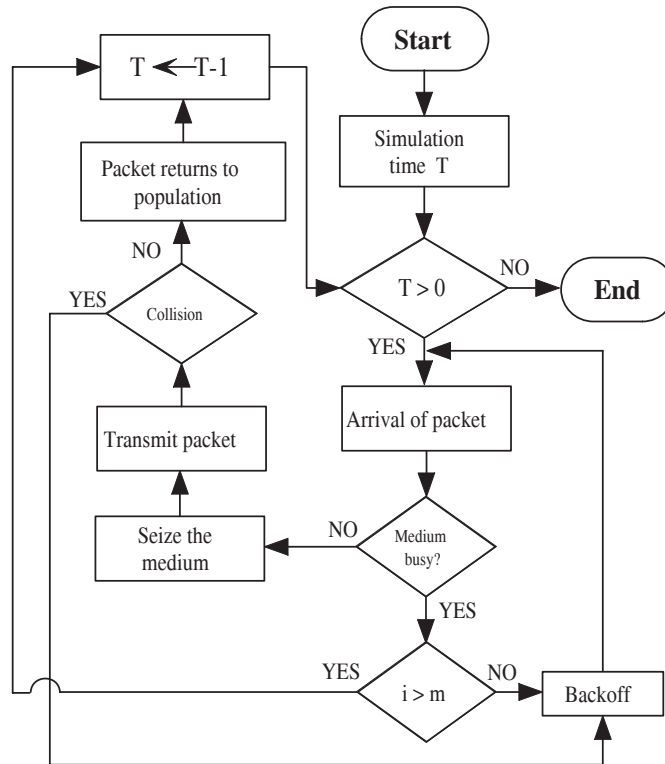 Start
T ← T-1
Simulation
time T
Packet returns to
population
NO
T > 0
NO
End
YES
Collision
YES
Arrival of packet
Transmit packet
Seize the
medium
NO
Medium
busy?
YES
YES
i > m
NO
Backoff